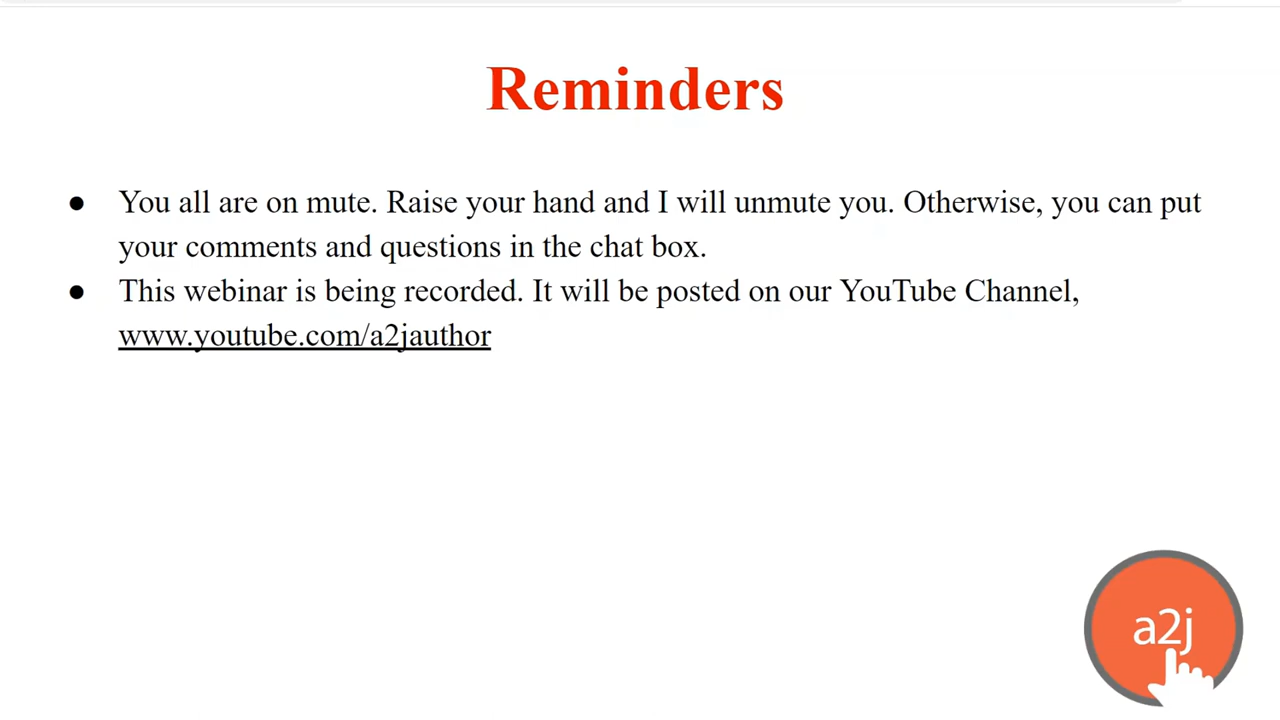 Reminders
● You all are on mute. Raise your hand and I will unmute you. Otherwise, you can put
your comments and questions in the chat box.
● This webinar is being recorded. It will be posted on our YouTube Channel,
www.youtube.com/a2jauthor
a2j